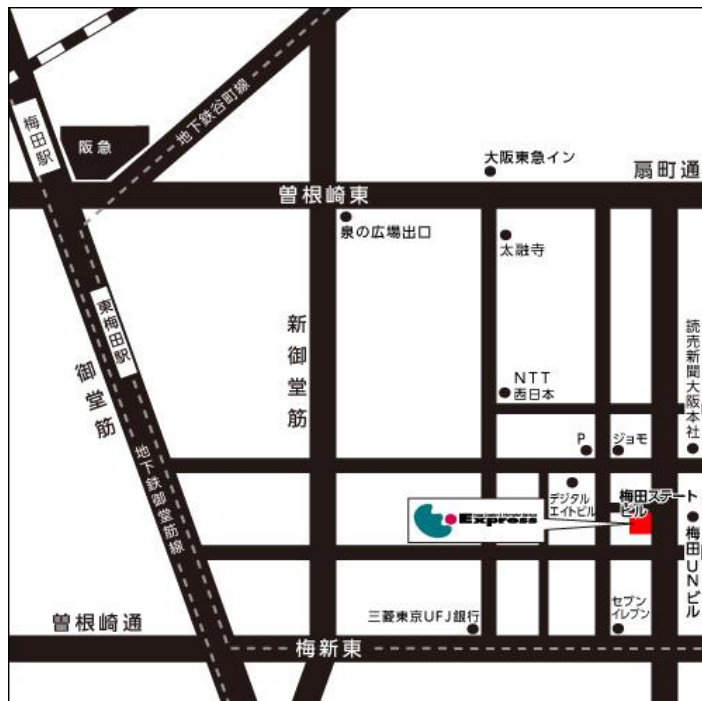 梅田駅
阪急
地下鉄谷町線
大阪東急イン
扇町通
曽根崎東
泉の広場出口
太融寺
東梅田駅
御堂筋
新御堂筋
読売新聞大阪本社
NTT
西日本
P
ジョモ
地下鉄御堂筋線
デジタル
エイトビル
梅田ステート
ビル
Express
梅田UNビル
曽根崎通
三菱東京UFJ銀行
セブン
イレブン
梅新東